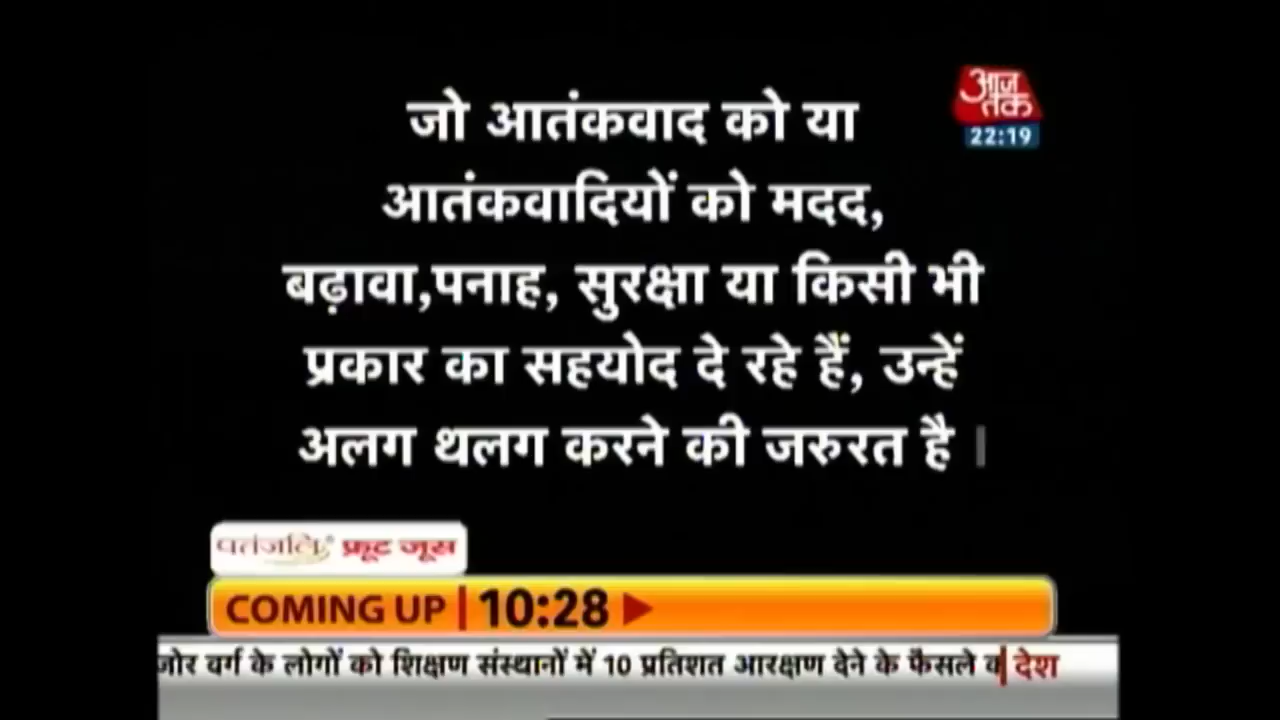 आज
तक
22:19
जो आतंकवाद को या
आतंकवादियों को मदद,
बढ़ावा,पनाह, सुरक्षा या किसी भी
प्रकार का सहयोद दे रहे हैं, उन्हें
अलग थलग करने की जरुरत है ।
पतंजलि® फ्रूट जूस
COMING UP | 10:28
जोर वर्ग के लोगों को शिक्षण संस्थानों में 10 प्रतिशत आरक्षण देने के फैसले | देश